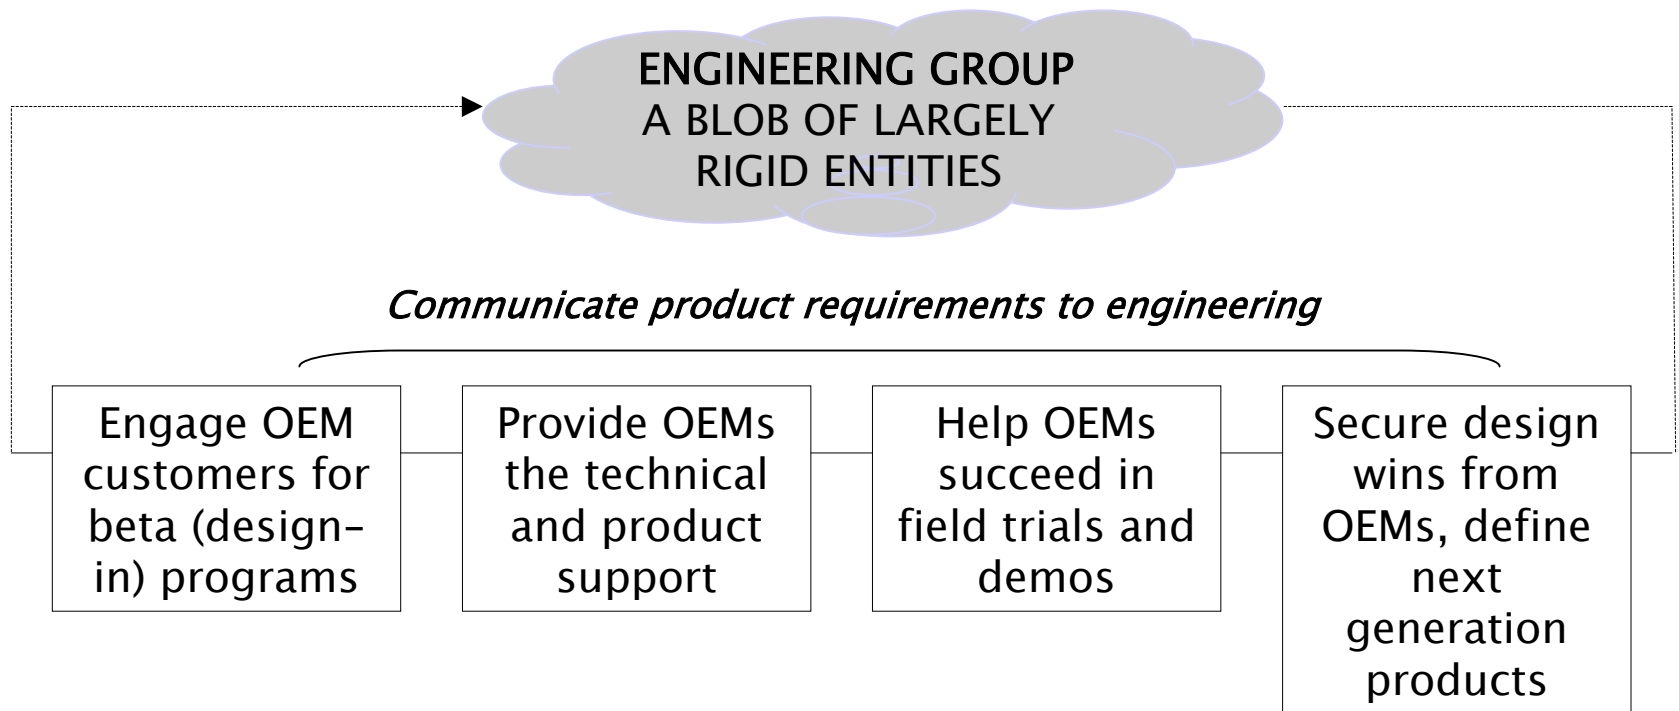 ENGINEERING GROUP
A BLOB OF LARGELY
RIGID ENTITIES
Communicate product requirements to engineering
Engage OEM
customers for
beta (design-
in) programs
Provide OEMs
the technical
and product
support
Help OEMs
succeed in
field trials and
demos
Secure design
wins from
OEMs, define
next
generation
products